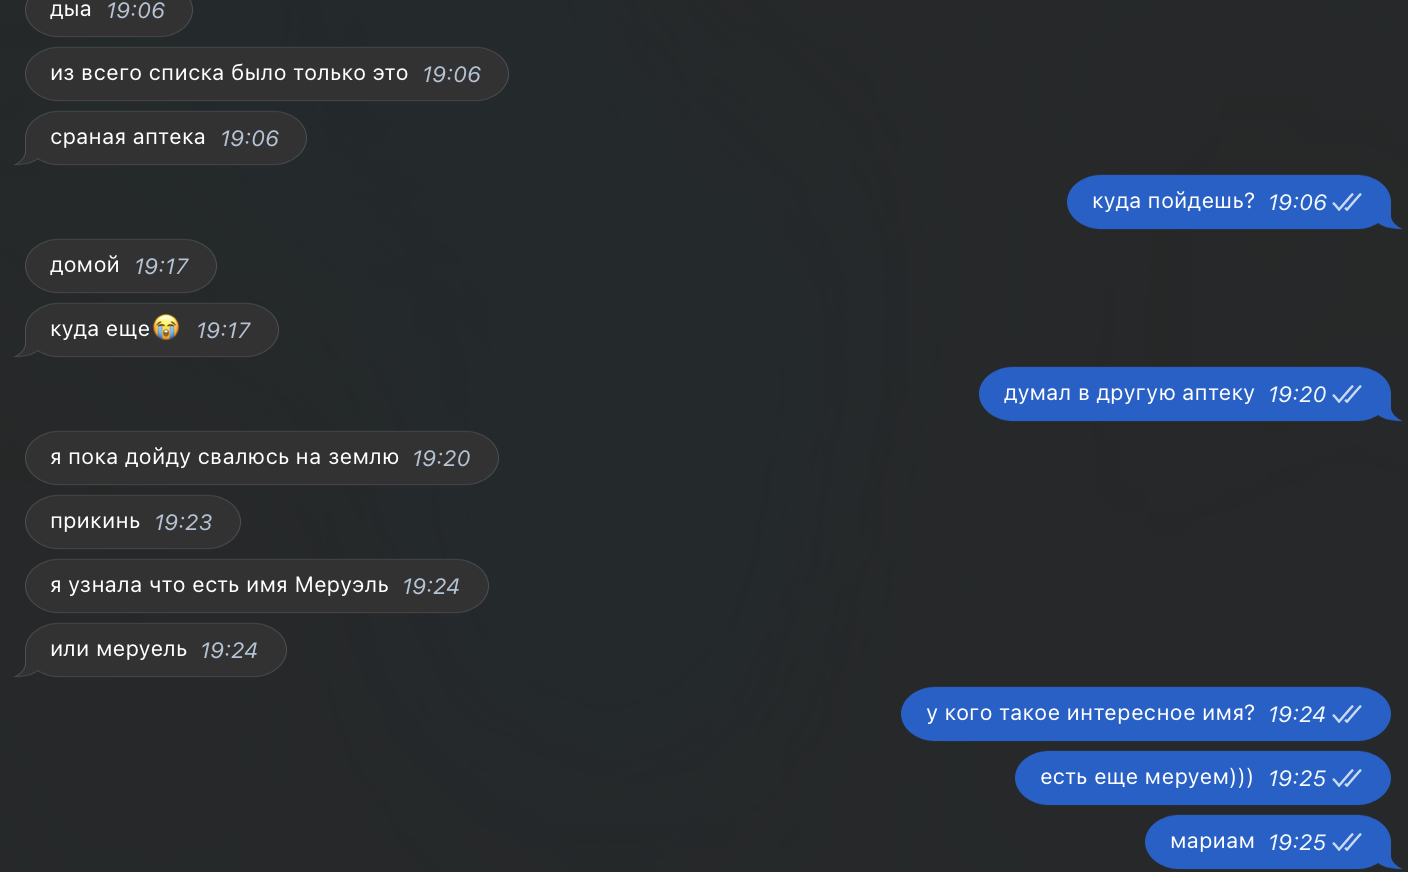 дыа 19:06
из всего списка было только это 19:06
сраная аптека 19:06
куда пойдешь? 19:06
домой 19:17
куда еще😭 19:17
думал в другую аптеку 19:20
я пока дойду свалюсь на землю 19:20
прикинь 19:23
я узнала что есть имя Меруэль 19:24
или меруель 19:24
у кого такое интересное имя? 19:24
есть еще меруем))) 19:25
мариам 19:25